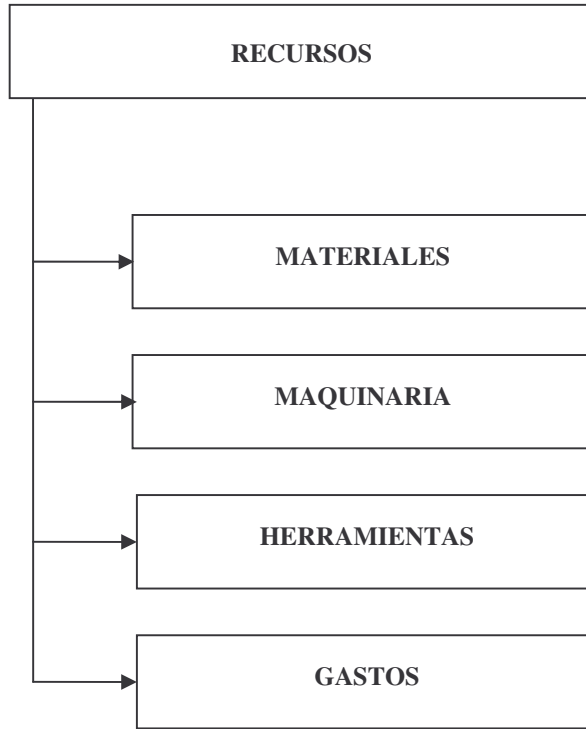 RECURSOS
MATERIALES
MAQUINARIA
HERRAMIENTAS
GASTOS